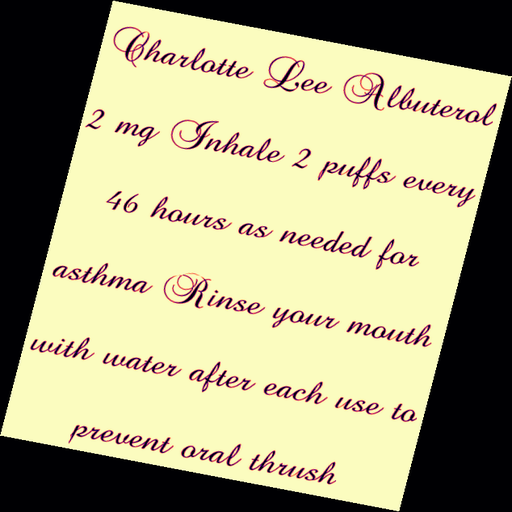 Charlotte Lee Albuterol
2 mg Inhale 2 puffs every
46 hours as needed for
asthma Rinse your mouth
with water after each use to
prevent oral thrush